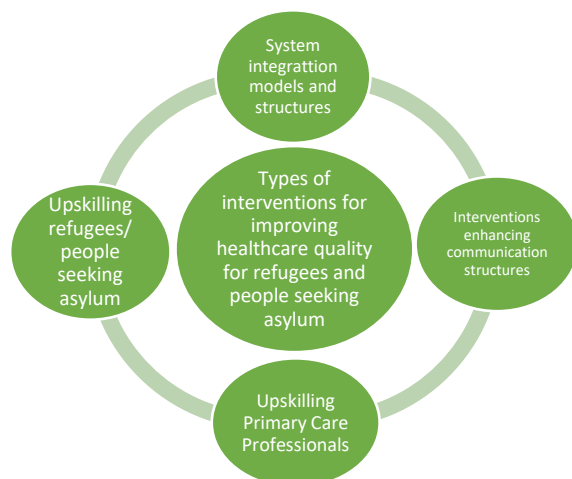 System
integrattion
models and
structures
Types of
interventions for
improving
healthcare quality
for refugees and
people seeking
asylum
Upskilling
refugees/
people
seeking
asylum
Interventions
enhancing
communication
structures
Upskilling
Primary Care
Professionals